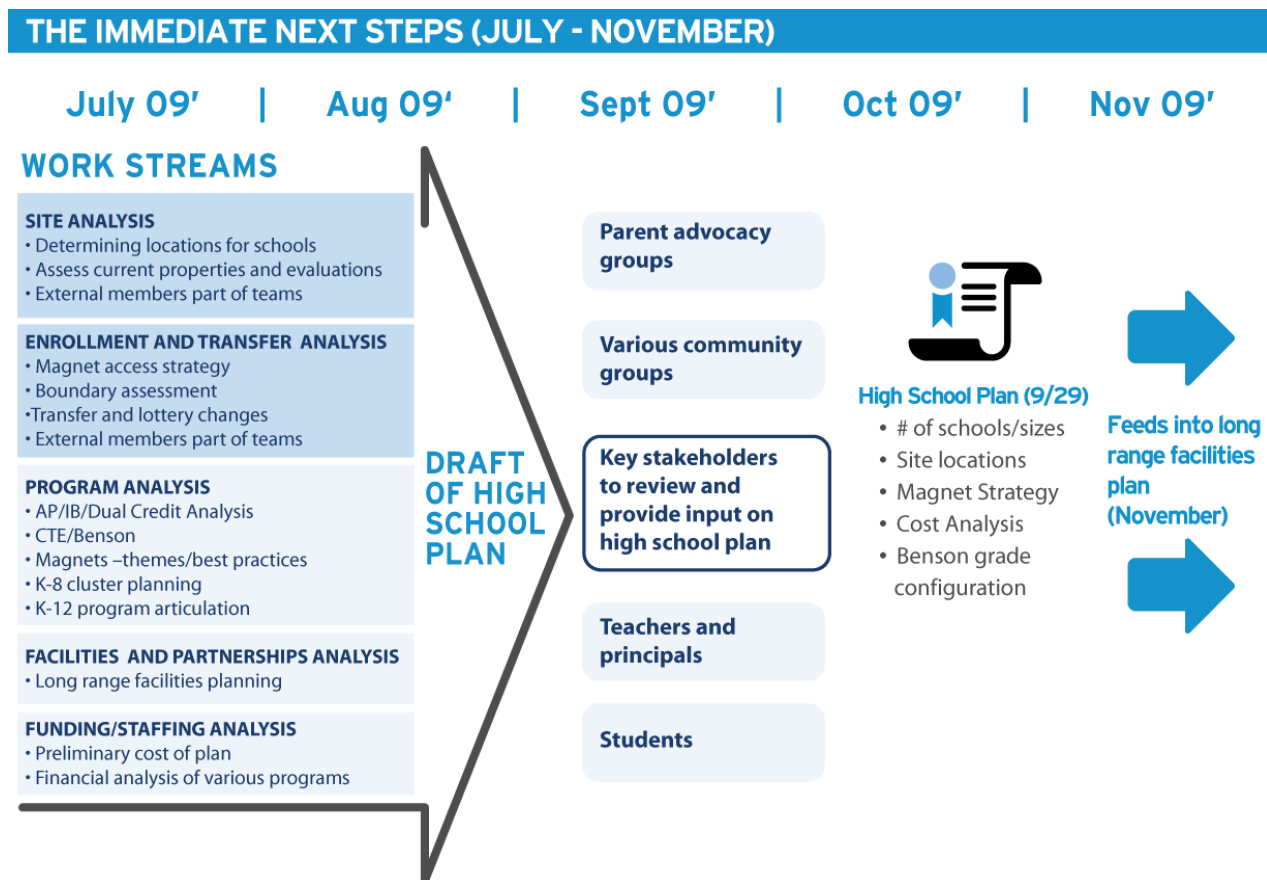 THE IMMEDIATE NEXT STEPS (JULY - NOVEMBER)
July 09' | Aug 09‘ | Sept 09' | Oct 09' | Nov 09'
WORK STREAMS
SITE ANALYSIS
• Determining locations for schools
• Assess current properties and evaluations
• External members part of teams
ENROLLMENT AND TRANSFER ANALYSIS
• Magnet access strategy
• Boundary assessment
•Transfer and lottery changes
• External members part of teams
PROGRAM ANALYSIS
• AP/IB/Dual Credit Analysis
• CTE/Benson
• Magnets –themes/best practices
• K-8 cluster planning
• K-12 program articulation
FACILITIES AND PARTNERSHIPS ANALYSIS
• Long range facilities planning
FUNDING/STAFFING ANALYSIS
• Preliminary cost of plan
• Financial analysis of various programs
DRAFT
OF HIGH
SCHOOL
PLAN
Parent advocacy
groups
Various community
groups
Key stakeholders
to review and
provide input on
high school plan
Teachers and
principals
Students
High School Plan (9/29)
• # of schools/sizes
• Site locations
• Magnet Strategy
• Cost Analysis
• Benson grade
configuration
Feeds into long
range facilities
plan
(November)